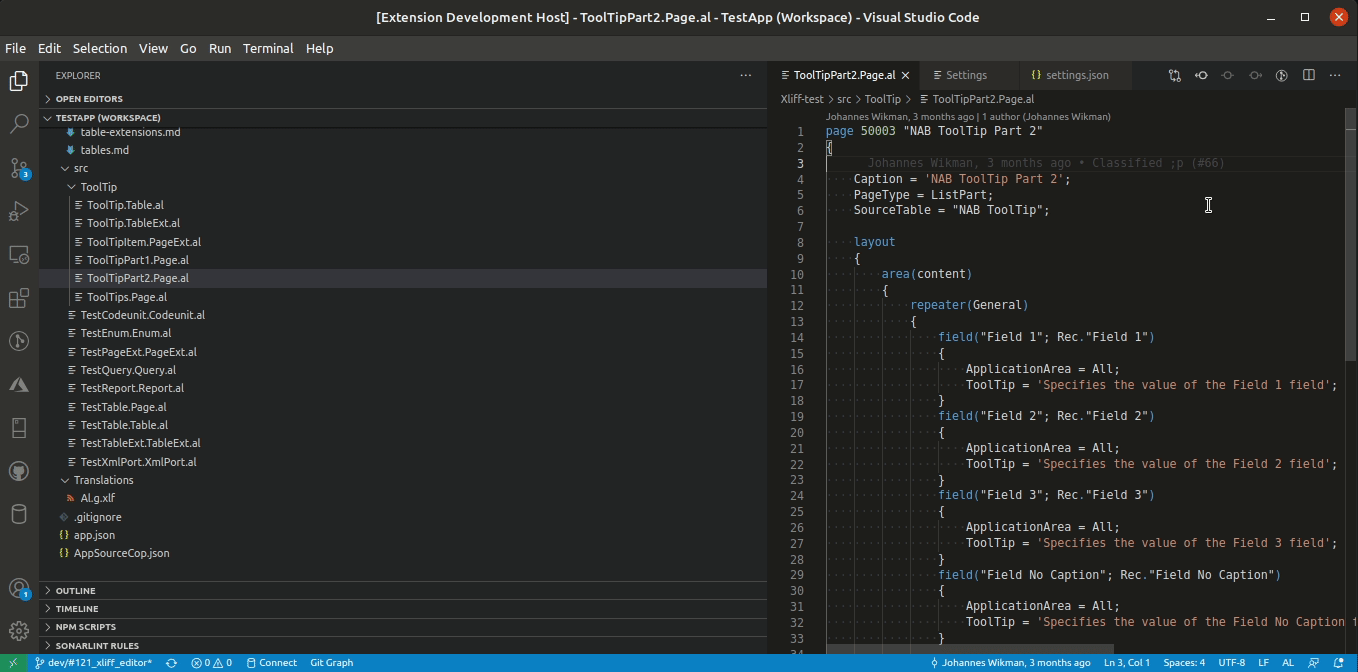 [Extension Development Host] - ToolTipPart2.Page.al - TestApp (Workspace) - Visual Studio Code
File Edit Selection View Go Run Terminal Help
EXPLORER
OPEN EDITORS
TESTAPP (WORKSPACE)
table-extensions.md
tables.md
src
ToolTip
ToolTip.Table.al
ToolTip.TableExt.al
ToolTipItem.PageExt.al
ToolTipPart1.Page.al
ToolTipPart2.Page.al
ToolTips.Page.al
TestCodeunit.Codeunit.al
TestEnum.Enum.al
TestPageExt.PageExt.al
TestQuery.Query.al
TestReport.Report.al
TestTable.Page.al
TestTable.Table.al
TestTableExt.TableExt.al
TestXmlPort.XmlPort.al
Translations
Al.g.xlf
.gitignore
app.json
AppSourceCop.json
OUTLINE
TIMELINE
NPM SCRIPTS
SONARLINT RULES
3
1
ToolTipPart2.Page.al Settings {} settings.json
Xliff-test > src > ToolTip > ToolTipPart2.Page.al
Johannes Wikman, 3 months ago | 1 author (Johannes Wikman)
1 page 50003 "NAB ToolTip Part 2"
2 {
3 Johannes Wikman, 3 months ago • Classified ;p (#66)
4 Caption = 'NAB ToolTip Part 2';
5 PageType = ListPart;
6 SourceTable = "NAB ToolTip";
7
8 layout
9 {
10 area(content)
11 {
12 repeater(General)
13 {
14 field("Field 1"; Rec."Field 1")
15 {
16 ApplicationArea = All;
17 ToolTip = 'Specifies the value of the Field 1 field';
18 }
19 field("Field 2"; Rec."Field 2")
20 {
21 ApplicationArea = All;
22 ToolTip = 'Specifies the value of the Field 2 field';
23 }
24 field("Field 3"; Rec."Field 3")
25 {
26 ApplicationArea = All;
27 ToolTip = 'Specifies the value of the Field 3 field';
28 }
29 field("Field No Caption"; Rec."Field No Caption")
30 {
31 ApplicationArea = All;
32 ToolTip = 'Specifies the value of the Field No Caption
33 }
dev/#121_xliff_editor* 0 0 Connect Git Graph Johannes Wikman, 3 months ago Ln 3, Col 1 Spaces: 4 UTF-8 LF AL